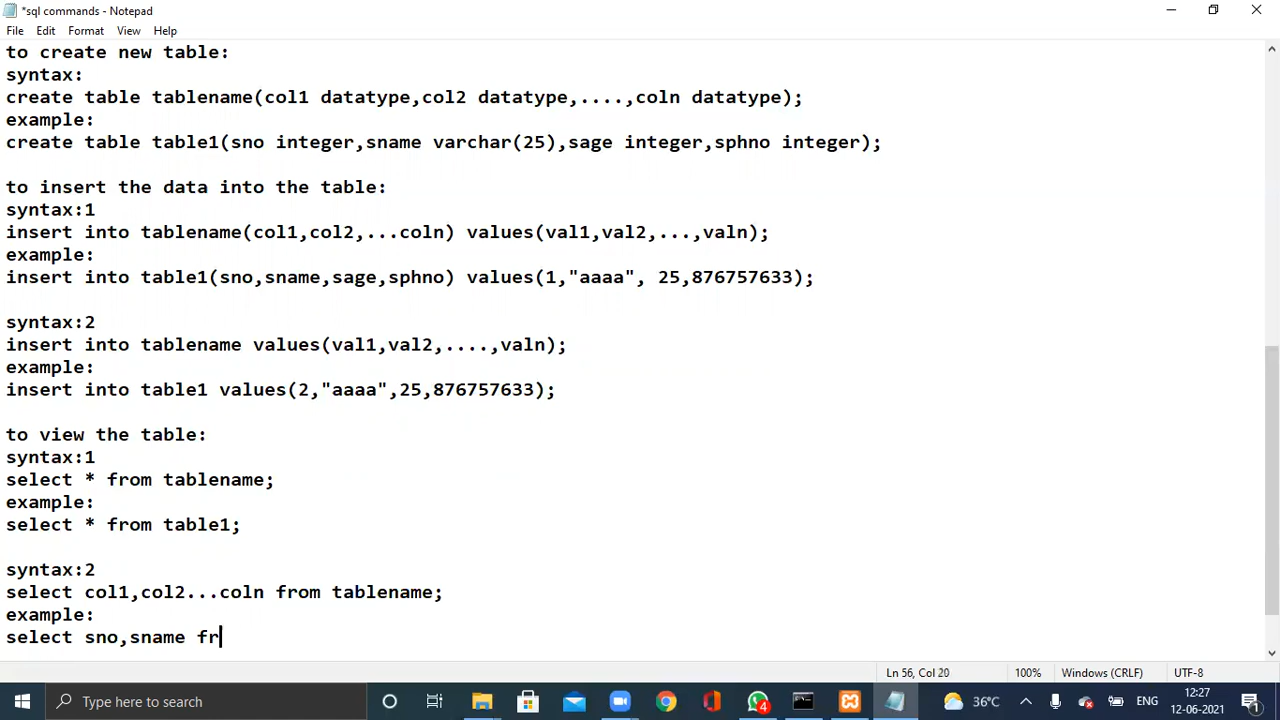 *sql commands - Notepad
File Edit Format View Help
to create new table:
syntax:
create table tablename(col1 datatype,col2 datatype,....,coln datatype);
example:
create table table1(sno integer,sname varchar(25),sage integer,sphno integer);
to insert the data into the table:
syntax:1
insert into tablename(col1,col2,...coln) values(val1,val2,...,valn);
example:
insert into table1(sno,sname,sage,sphno) values(1,"aaaa", 25,876757633);
syntax:2
insert into tablename values(val1,val2,....,valn);
example:
insert into table1 values(2,"aaaa",25,876757633);
to view the table:
syntax:1
select * from tablename;
example:
select * from table1;
syntax:2
select col1,col2...coln from tablename;
example:
select sno,sname fr
Ln 56, Col 20 100% Windows (CRLF) UTF-8
Type here to search 4 36°C ENG 12:27 1
12-06-2021